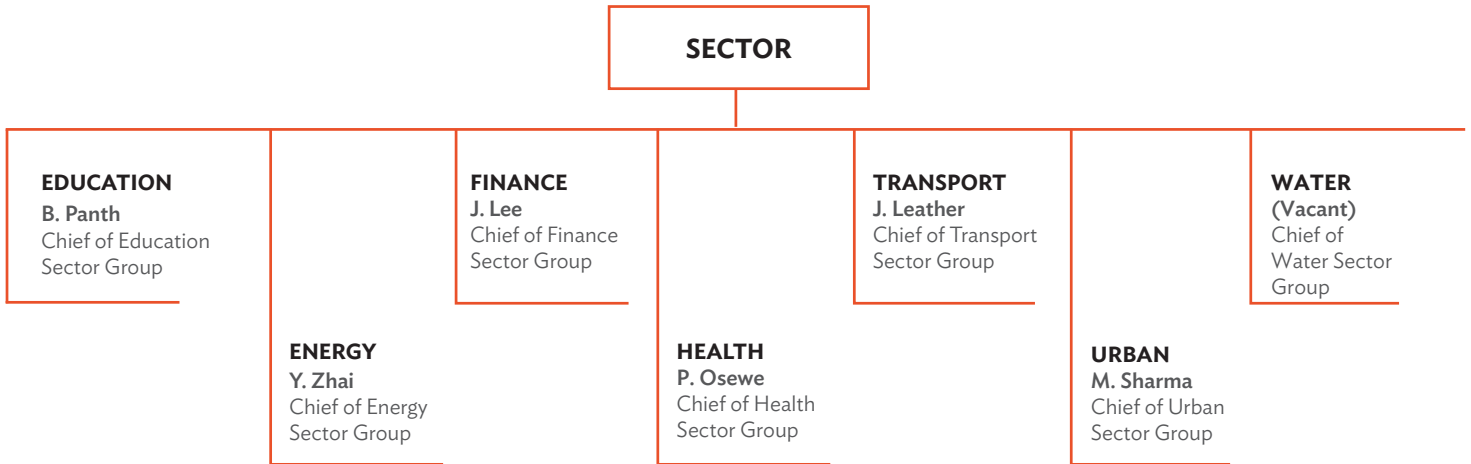 SECTOR
EDUCATION
B. Panth
Chief of Education
Sector Group
ENERGY
Y. Zhai
Chief of Energy
Sector Group
FINANCE
J. Lee
Chief of Finance
Sector Group
HEALTH
P. Osewe
Chief of Health
Sector Group
TRANSPORT
J. Leather
Chief of Transport
Sector Group
URBAN
M. Sharma
Chief of Urban
Sector Group
WATER
(Vacant)
Chief of
Water Sector
Group